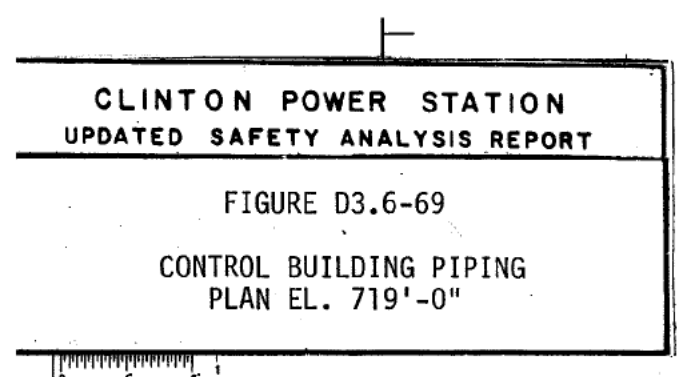 CLINTON POWER STATION
UPDATED SAFETY ANALYSIS REPORT
FIGURE D3.6-69
CONTROL BUILDING PIPING
PLAN EL. 719'-0"